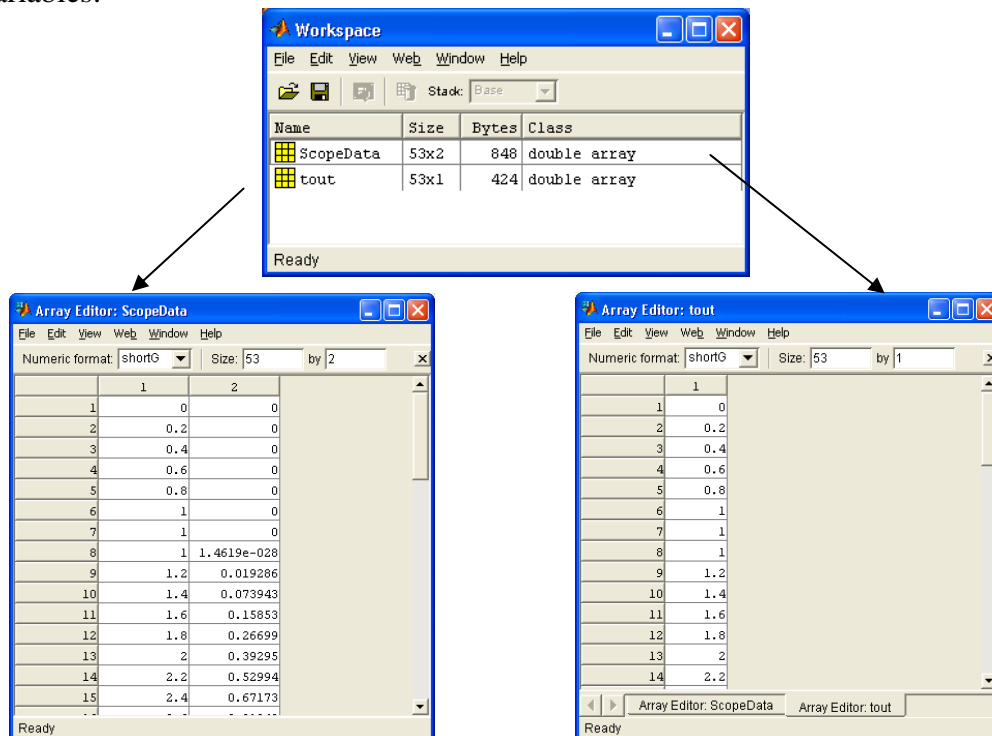 Workspace
File Edit View Web Window Help
Stack: Base
Name Size Bytes Class
ScopeData 53x2 848 double array
tout 53x1 424 double array
Ready
Array Editor: ScopeData
File Edit View Web Window Help
Numeric format: shortG Size: 53 by 2
1 2
1 0 0
2 0.2 0
3 0.4 0
4 0.6 0
5 0.8 0
6 1 0
7 1 0
8 1 1.4619e-028
9 1.2 0.019286
10 1.4 0.073943
11 1.6 0.15853
12 1.8 0.26699
13 2 0.39295
14 2.2 0.52994
15 2.4 0.67173
Ready
Array Editor: tout
File Edit View Web Window Help
Numeric format: shortG Size: 53 by 1
1
1 0
2 0.2
3 0.4
4 0.6
5 0.8
6 1
7 1
8 1
9 1.2
10 1.4
11 1.6
12 1.8
13 2
14 2.2
Array Editor: ScopeData Array Editor: tout
Ready